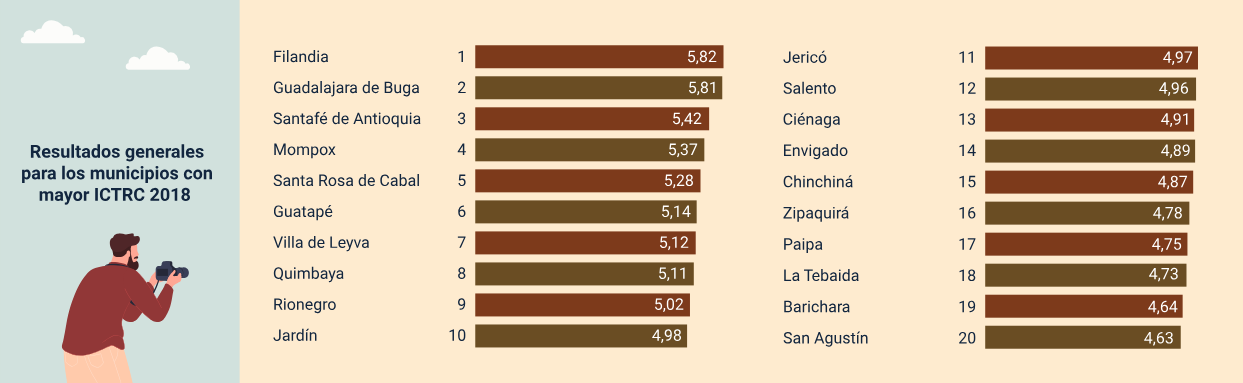 Resultados generales
para los municipios con
mayor ICTRC 2018
Filandia 1 5,82
Guadalajara de Buga 2 5,81
Santafé de Antioquia 3 5,42
Mompox 4 5,37
Santa Rosa de Cabal 5 5,28
Guatapé 6 5,14
Villa de Leyva 7 5,12
Quimbaya 8 5,11
Rionegro 9 5,02
Jardín 10 4,98
Jericó 11 4,97
Salento 12 4,96
Ciénaga 13 4,91
Envigado 14 4,89
Chinchiná 15 4,87
Zipaquirá 16 4,78
Paipa 17 4,75
La Tebaida 18 4,73
Barichara 19 4,64
San Agustín 20 4,63